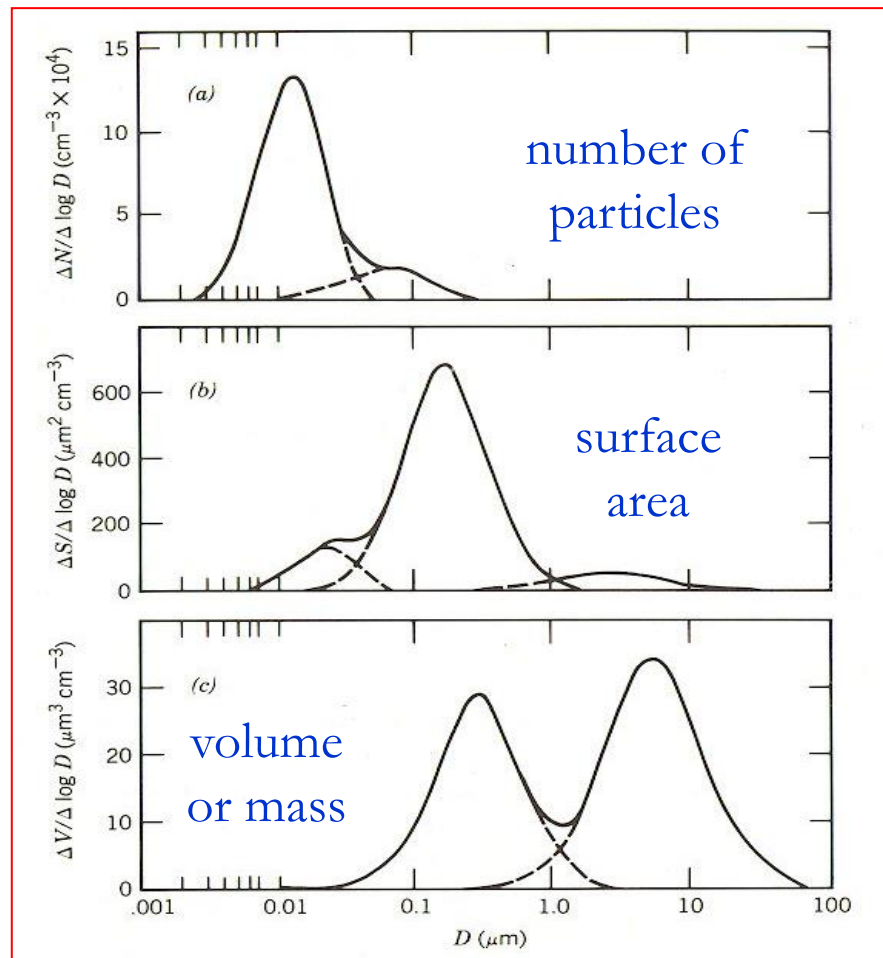 15
10
5
0
ΔN/Δ log D (cm⁻³ × 10⁴)
(a)
number of
particles
600
400
200
0
ΔS/Δ log D (μm² cm⁻³)
(b)
surface
area
30
20
10
0
ΔV/Δ log D (μm³ cm⁻³)
(c)
volume
or mass
.001 0.01 0.1 1.0 10 100
D (μm)